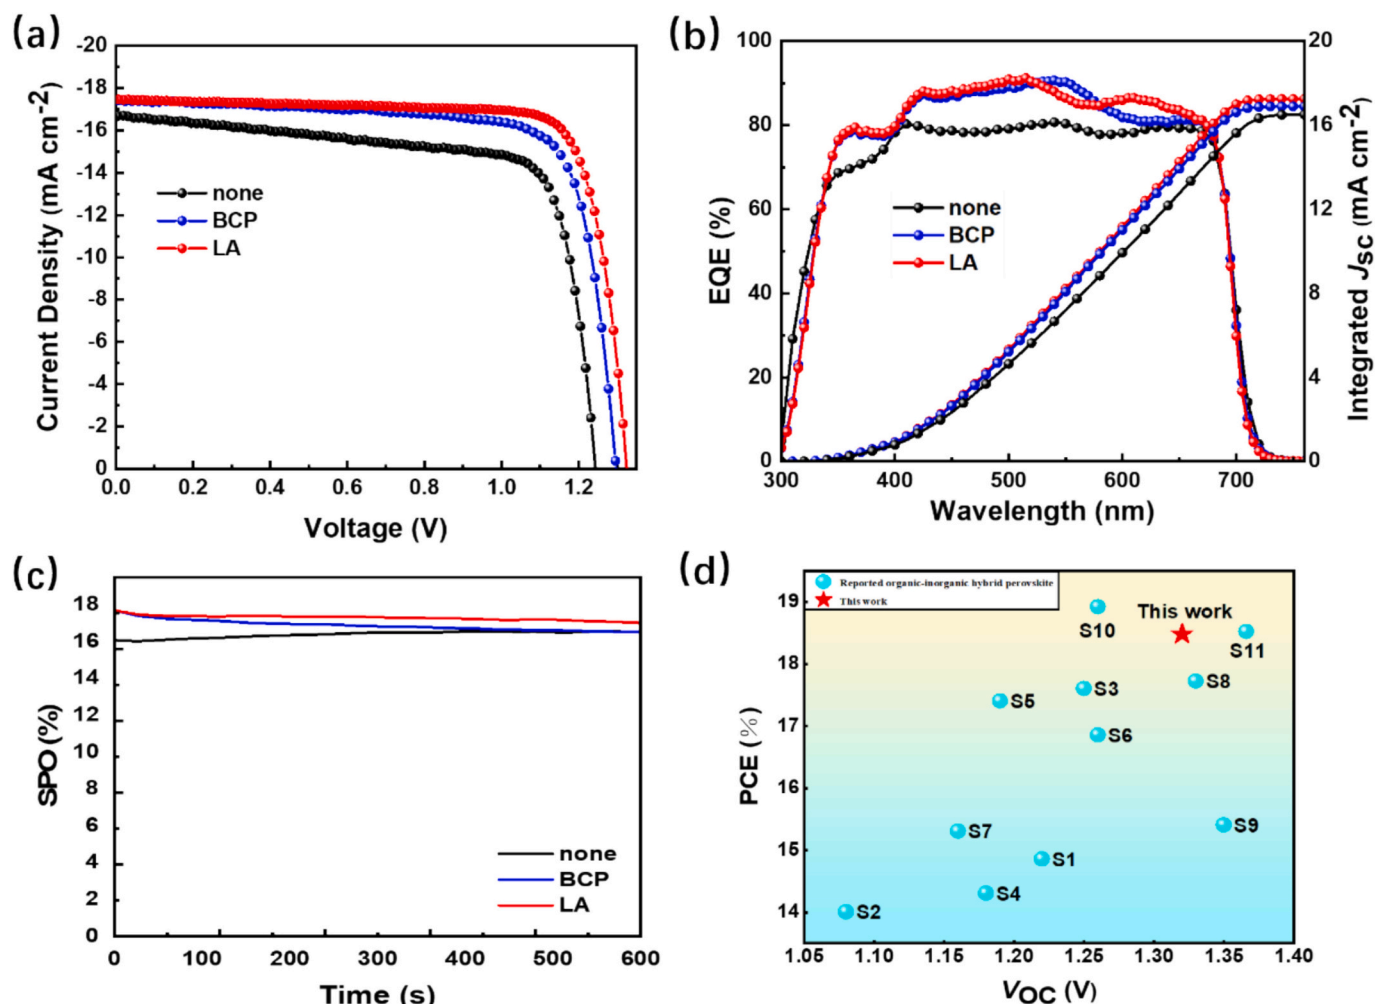 (a)
-20
-18
-16
-14
-12
-10
-8
-6
-4
-2
0
Current Density (mA cm-2)
none
BCP
LA
0.0
0.2
0.4
0.6
0.8
1.0
1.2
Voltage (V)
(b)
100
80
60
40
20
0
EQE (%)
none
BCP
LA
20
16
12
8
4
0
Integrated JSC (mA cm-2)
300
400
500
600
700
Wavelength (nm)
(c)
18
16
14
12
10
8
6
4
2
0
SPO (%)
none
BCP
LA
0
100
200
300
400
500
600
Time (s)
(d)
Reported organic-inorganic hybrid perovskite
This work
19
18
17
16
15
14
PCE (%)
S10
This work
S11
S8
S3
S5
S6
S9
S7
S1
S4
S2
1.05
1.10
1.15
1.20
1.25
1.30
1.35
1.40
VOC (V)